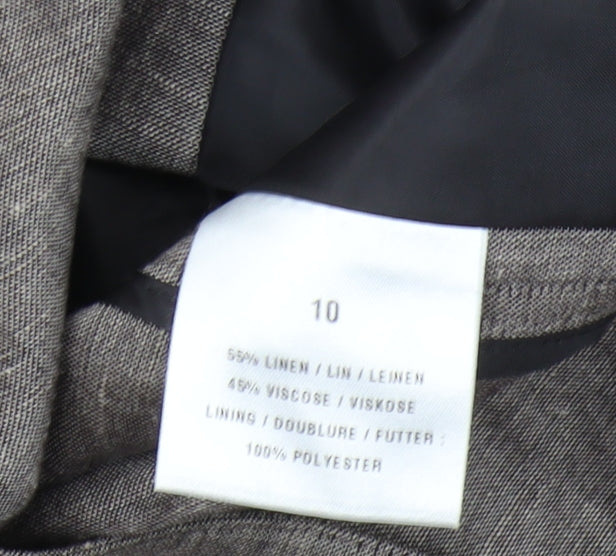 10
55% LINEN / LIN / LEINEN
45% VISCOSE / VISKOSE
LINING / DOUBLURE / FUTTER :
100% POLYESTER